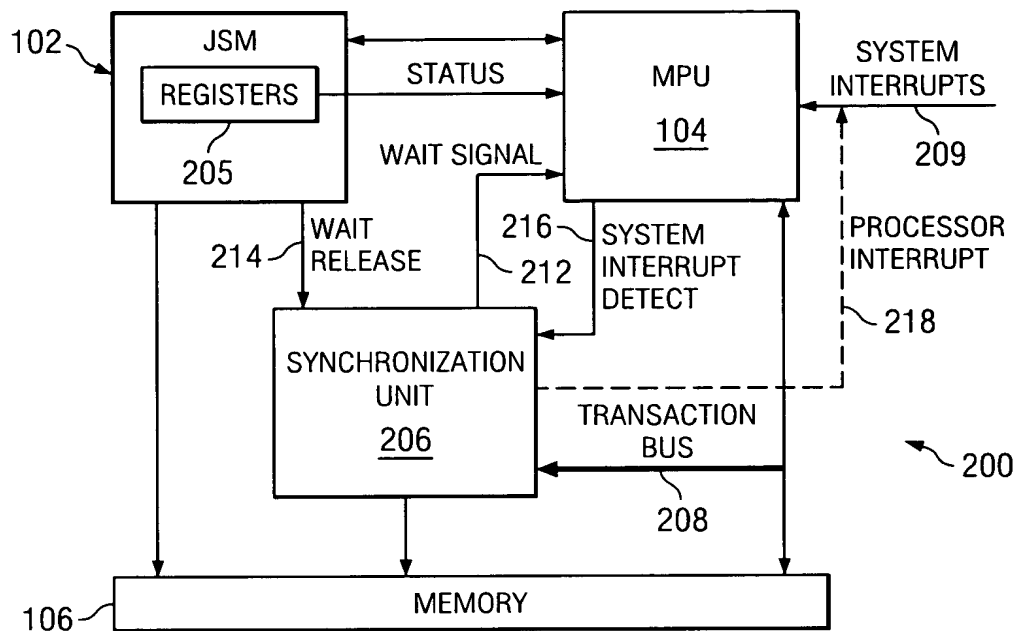 102
JSM
REGISTERS
205
STATUS
MPU
104
SYSTEM
INTERRUPTS
209
WAIT SIGNAL
214
WAIT
RELEASE
212
216
SYSTEM
INTERRUPT
DETECT
PROCESSOR
INTERRUPT
218
SYNCHRONIZATION
UNIT
206
TRANSACTION
BUS
208
200
106
MEMORY